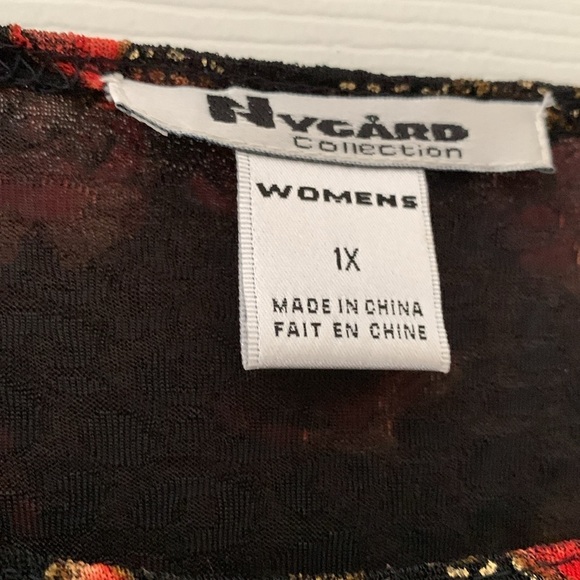 NYGÅRD
Collection
WOMENS
1X
MADE IN CHINA
FAIT EN CHINE